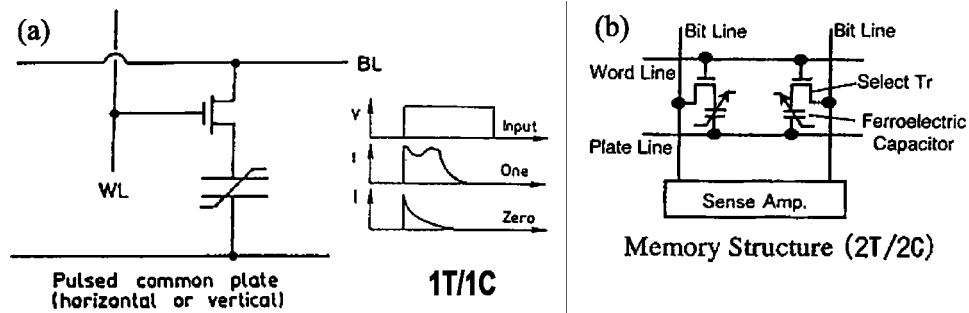 (a)
BL
WL
V
Input
I
One
I
Zero
Pulsed common plate
(horizontal or vertical)
1T/1C
(b)
Bit Line
Bit Line
Word Line
Select Tr
Ferroelectric
Capacitor
Plate Line
Sense Amp.
Memory Structure (2T/2C)